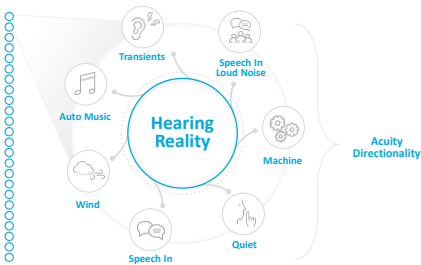 Transients
Speech In
Loud Noise
Auto Music
Hearing
Reality
Machine
Acuity
Directionality
Wind
Quiet
Speech In